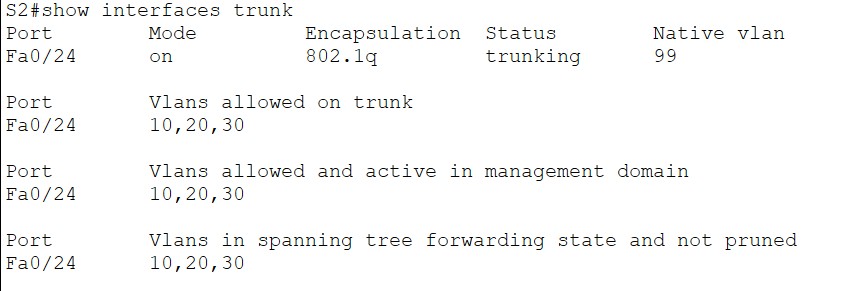 S2#show interfaces trunk
Port Mode Encapsulation Status Native vlan
Fa0/24 on 802.1q trunking 99
Port Vlans allowed on trunk
Fa0/24 10,20,30
Port Vlans allowed and active in management domain
Fa0/24 10,20,30
Port Vlans in spanning tree forwarding state and not pruned
Fa0/24 10,20,30